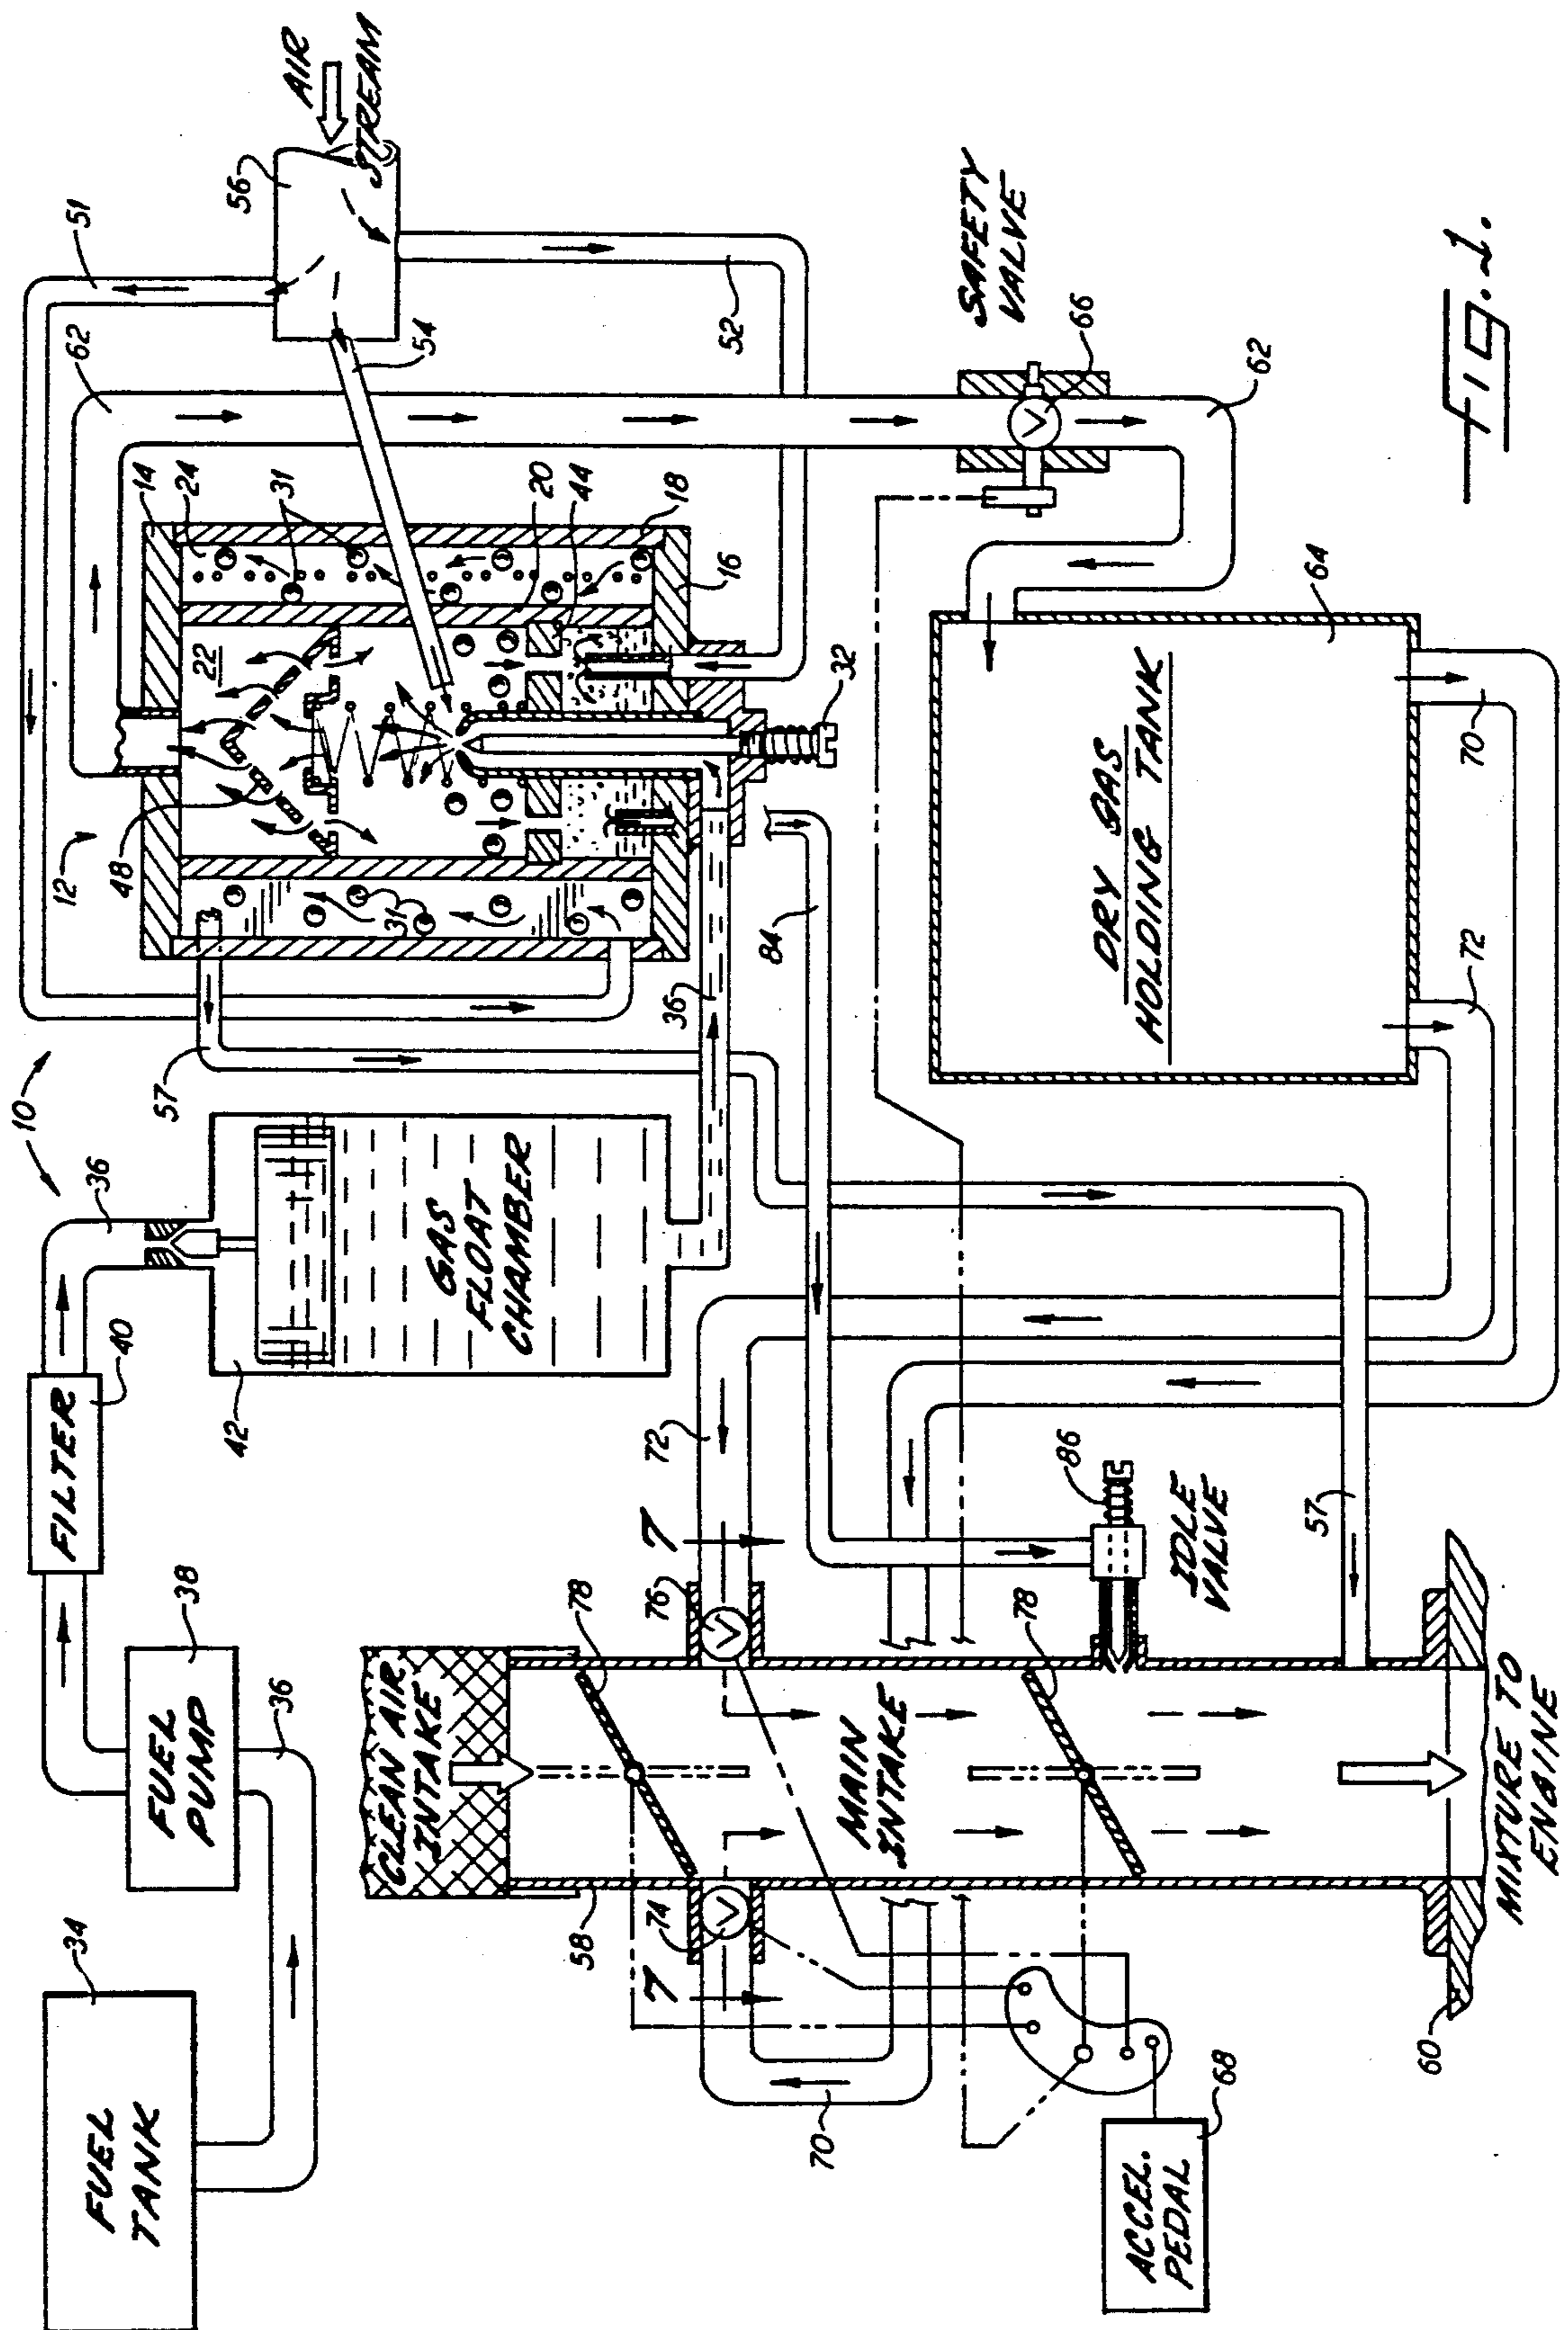 FUEL
TANK
34
36
FUEL
PUMP
38
FILTER
40
36
10
42
GAS
FLOAT
CHAMBER
57
36
12
48
22
14
24
31
31
20
44
18
16
32
62
51
56
54
52
AIR
STREAM
SAFETY
VALVE
66
62
84
DRY GAS
HOLDING TANK
64
70
72
CLEAN AIR
INTAKE
58
78
7
74
76
7
72
MAIN
INTAKE
78
86
IDLE
VALVE
57
70
68
ACCEL.
PEDAL
60
MIXTURE TO
ENGINE
FIG. 1.